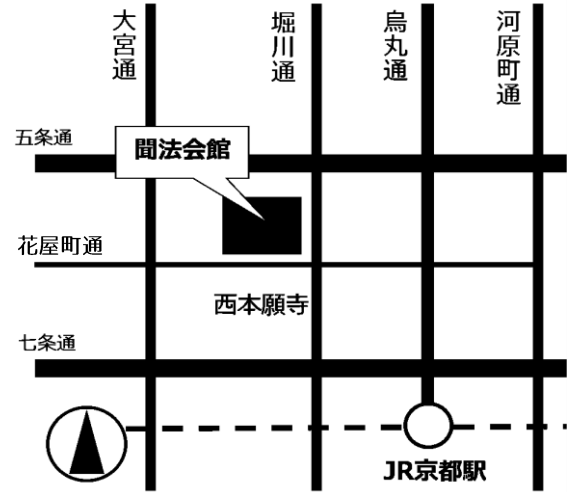 大宮通
堀川通
烏丸通
河原町通
五条通
聞法会館
花屋町通
西本願寺
七条通
JR京都駅